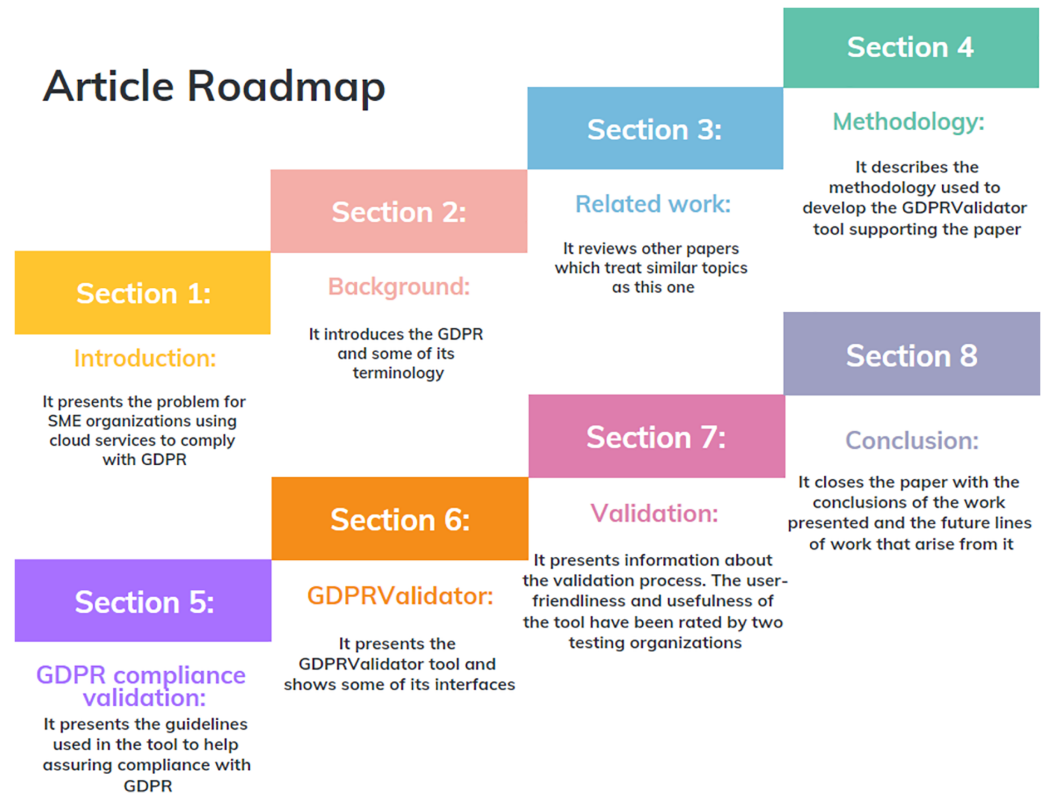 Article Roadmap
Section 1:
Introduction:
It presents the problem for
SME organizations using
cloud services to comply
with GDPR
Section 2:
Background:
It introduces the GDPR
and some of its
terminology
Section 3:
Related work:
It reviews other papers
which treat similar topics
as this one
Section 4
Methodology:
It describes the
methodology used to
develop the GDPRValidator
tool supporting the paper
Section 5:
GDPR compliance
validation:
It presents the guidelines
used in the tool to help
assuring compliance with
GDPR
Section 6:
GDPRValidator:
It presents the
GDPRValidator tool and
shows some of its interfaces
Section 7:
Validation:
It presents information about
the validation process. The user-
friendliness and usefulness of
the tool have been rated by two
testing organizations
Section 8
Conclusion:
It closes the paper with the
conclusions of the work
presented and the future lines
of work that arise from it